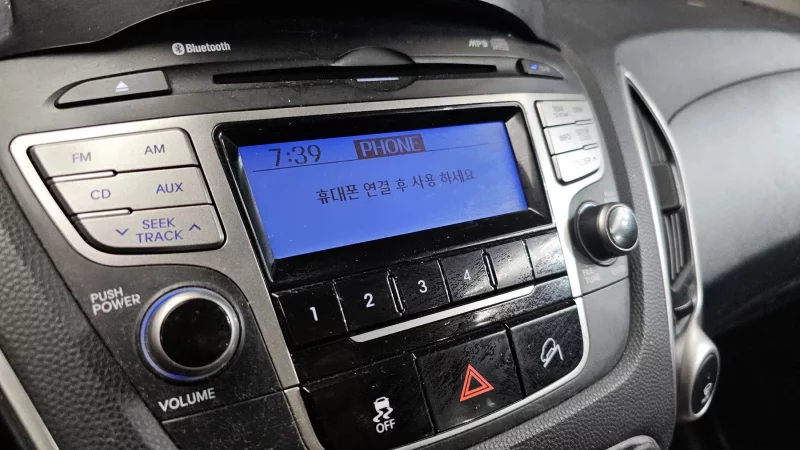 Bluetooth
MP3
FM AM
CD AUX
SEEK
TRACK
7:39 PHONE
휴대폰 연결 후 사용 하세요
INFO
1 2 3 4
PUSH
POWER
VOLUME
OFF